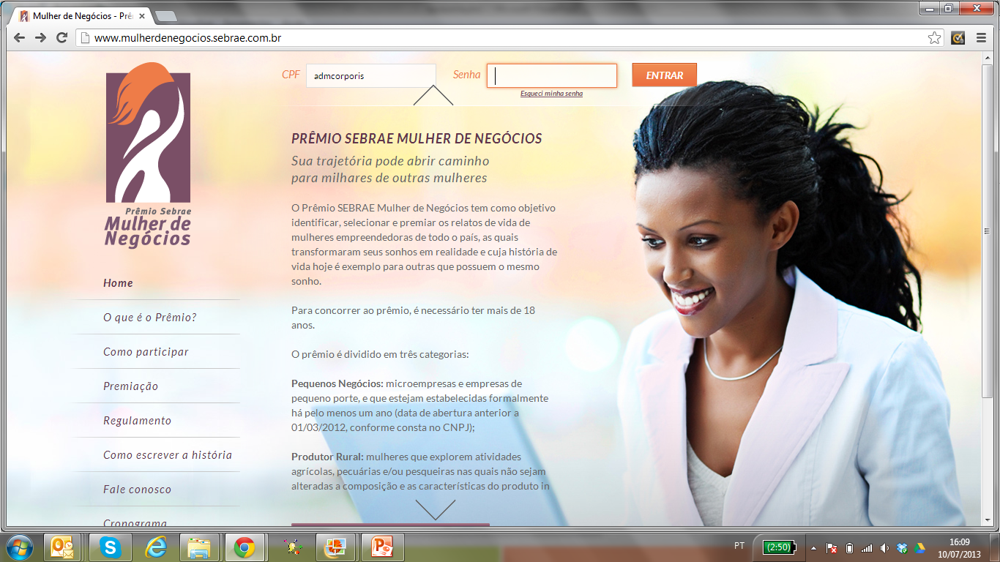 Mulher de Negócios - Prê
www.mulherdenegocios.sebrae.com.br
CPF
admcorporis
Senha
ENTRAR
Esqueci minha senha
Prêmio Sebrae
Mulher de
Negócios
Home
O que é o Prêmio?
Como participar
Premiação
Regulamento
Como escrever a história
Fale conosco
Cronograma
PRÊMIO SEBRAE MULHER DE NEGÓCIOS
Sua trajetória pode abrir caminho
para milhares de outras mulheres
O Prêmio SEBRAE Mulher de Negócios tem como objetivo
identificar, selecionar e premiar os relatos de vida de
mulheres empreendedoras de todo o país, as quais
transformaram seus sonhos em realidade e cuja história de
vida hoje é exemplo para outras que possuem o mesmo
sonho.
Para concorrer ao prêmio, é necessário ter mais de 18
anos.
O prêmio é dividido em três categorias:
Pequenos Negócios: microempresas e empresas de
pequeno porte, e que estejam estabelecidas formalmente
há pelo menos um ano (data de abertura anterior a
01/03/2012, conforme consta no CNPJ);
Produtor Rural: mulheres que explorem atividades
agrícolas, pecuárias e/ou pesqueiras nas quais não sejam
alteradas a composição e as características do produto in
PT
(2:50)
16:09
10/07/2013